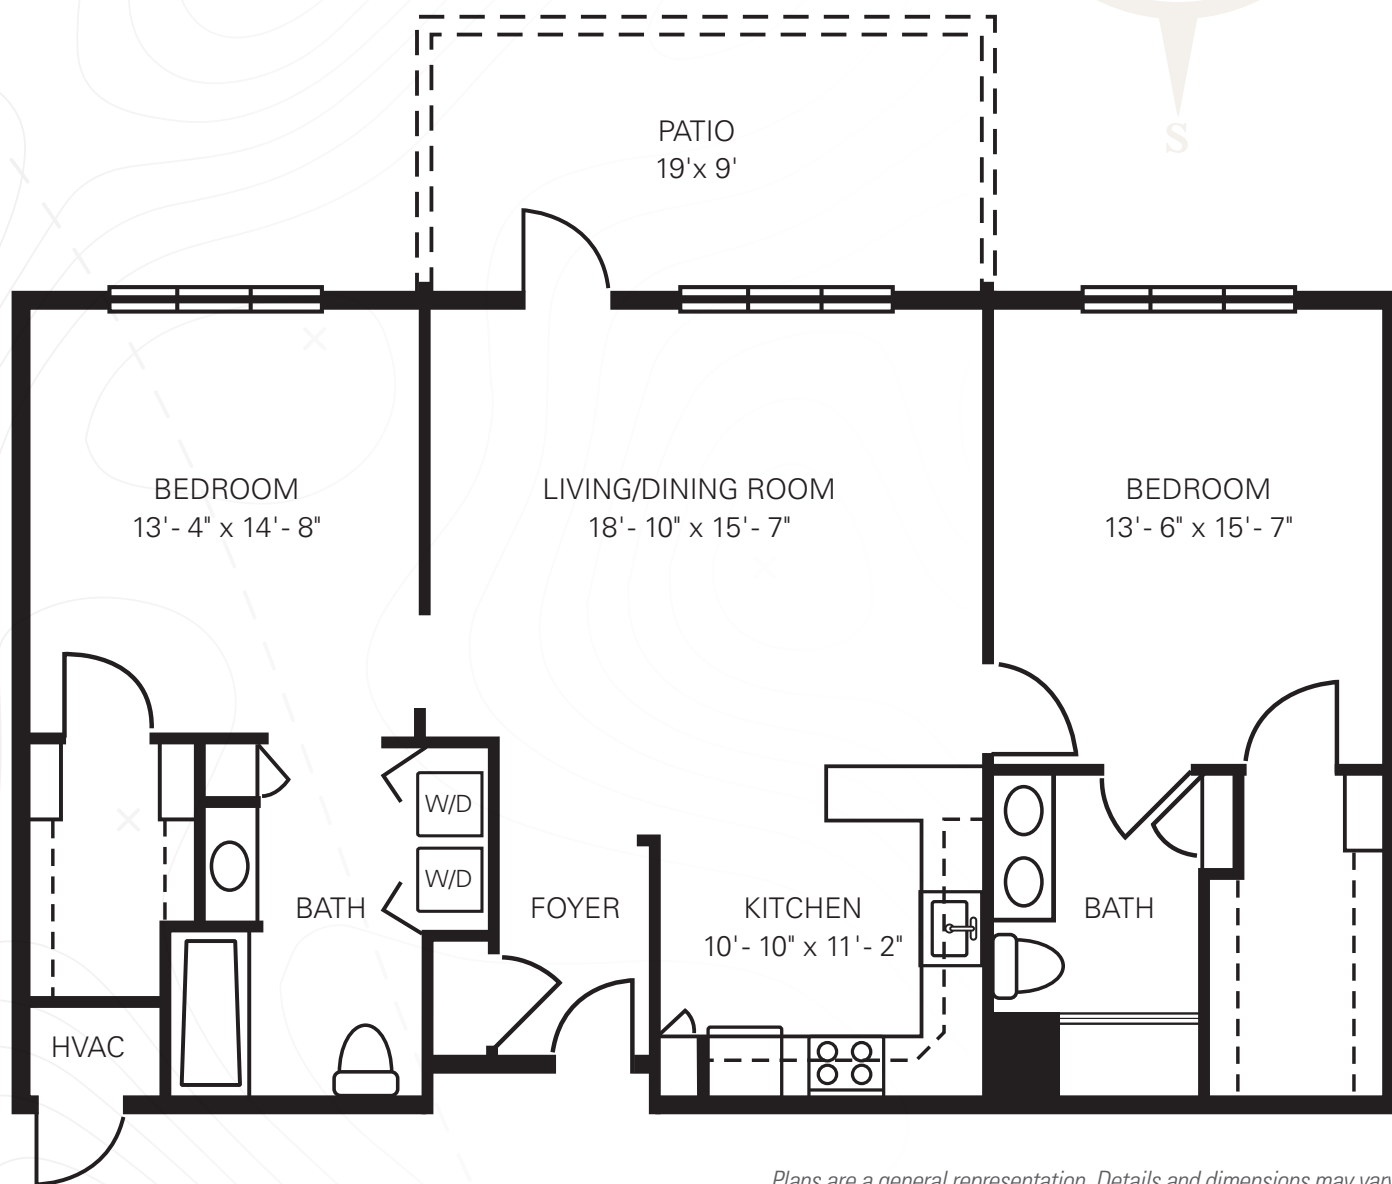 S
PATIO
19'x 9'
BEDROOM
13'- 4" x 14'- 8"
LIVING/DINING ROOM
18'- 10" x 15'- 7"
BEDROOM
13'- 6" x 15'- 7"
W/D
W/D
BATH
FOYER
KITCHEN
10'- 10" x 11'- 2"
BATH
HVAC
Plans are a general representation. Details and dimensions may vary